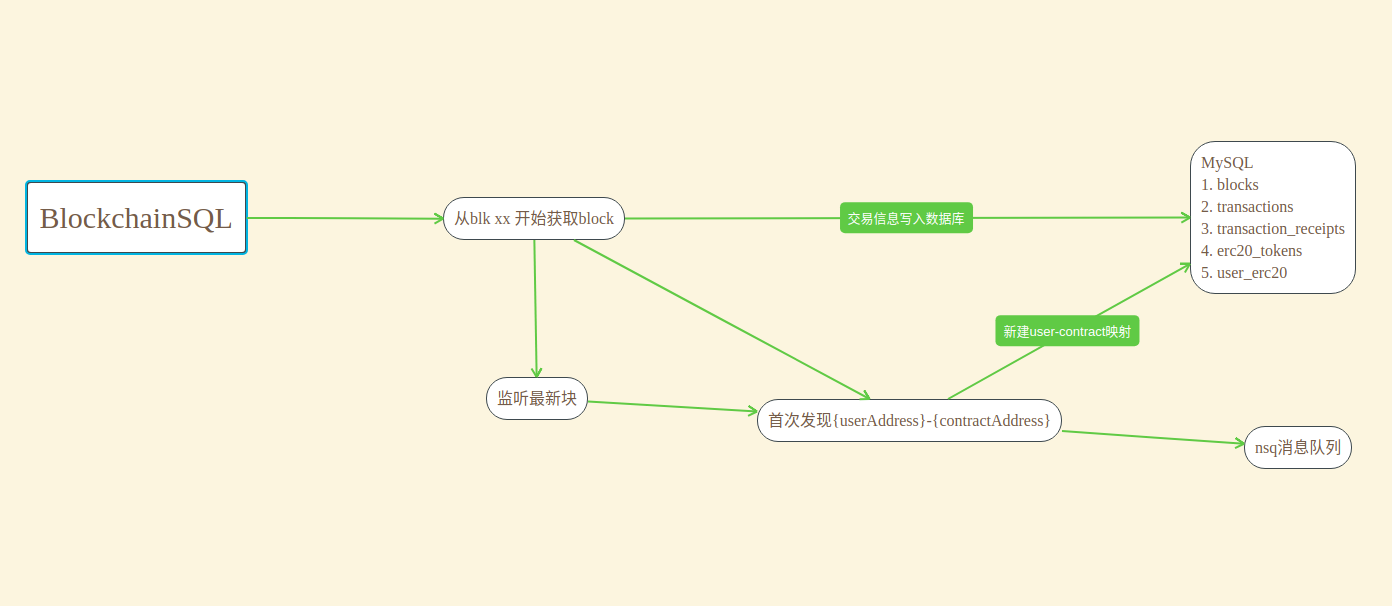 BlockchainSQL
从blk xx 开始获取block
交易信息写入数据库
MySQL
1. blocks
2. transactions
3. transaction_receipts
4. erc20_tokens
5. user_erc20
新建user-contract映射
监听最新块
首次发现{userAddress}-{contractAddress}
nsq消息队列